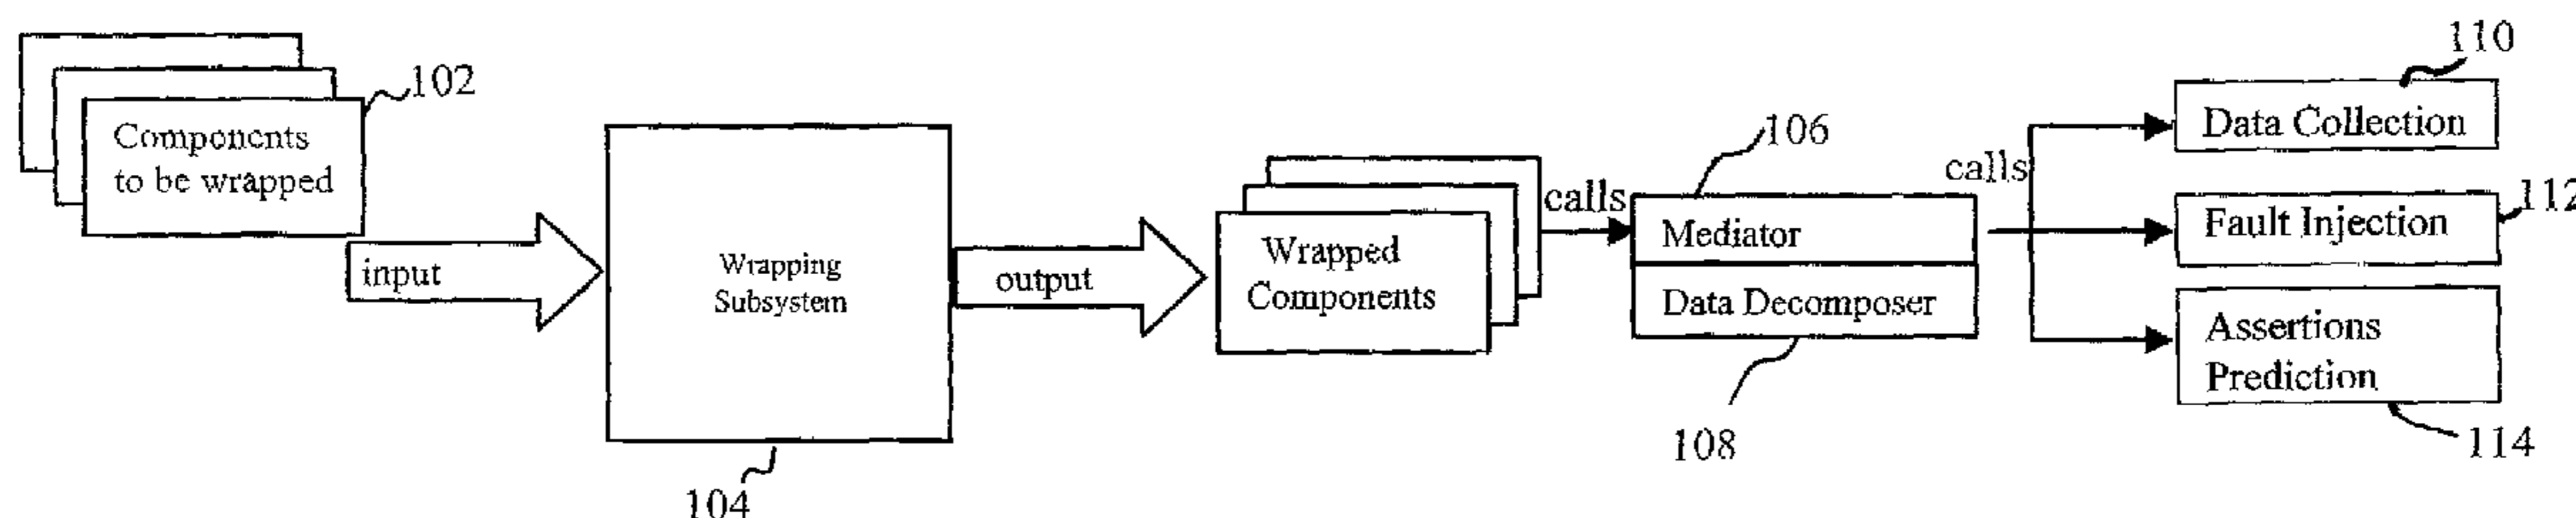 102
Components
to be wrapped
input
Wrapping
Subsystem
104
output
Wrapped
Components
calls
106
Mediator
Data Decomposer
108
calls
110
Data Collection
Fault Injection
112
Assertions
Prediction
114